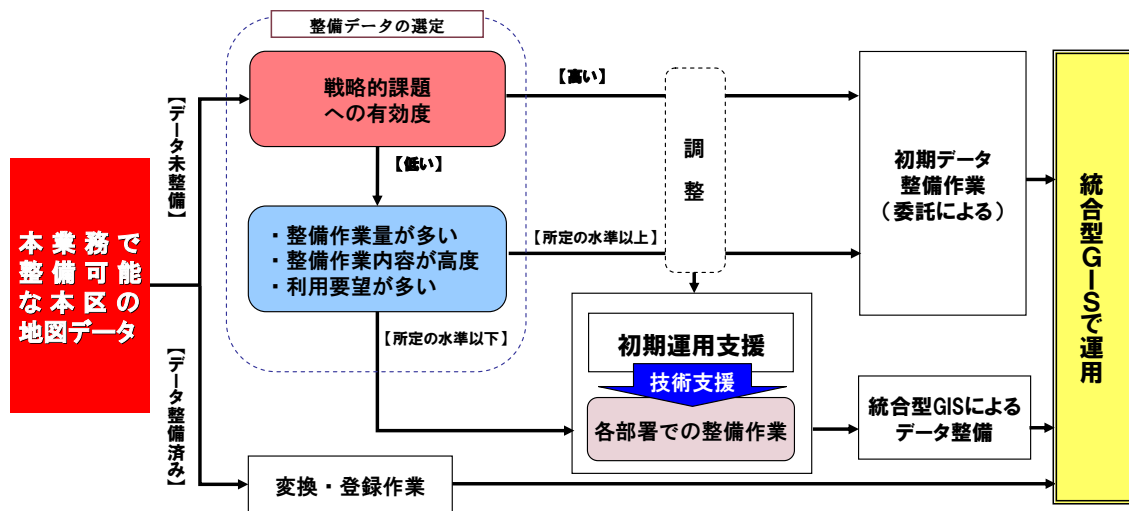 整備データの選定
戦略的課題
への有効度
【高い】
【低い】
【データ未整備】
調整
初期データ
整備作業
（委託による）
統合型GISで運用
本業務で
整備可能
な本区の
地図データ
・整備作業量が多い
・整備作業内容が高度
・利用要望が多い
【所定の水準以上】
【所定の水準以下】
初期運用支援
技術支援
各部署での整備作業
統合型GISによる
データ整備
【データ整備済み】
変換・登録作業